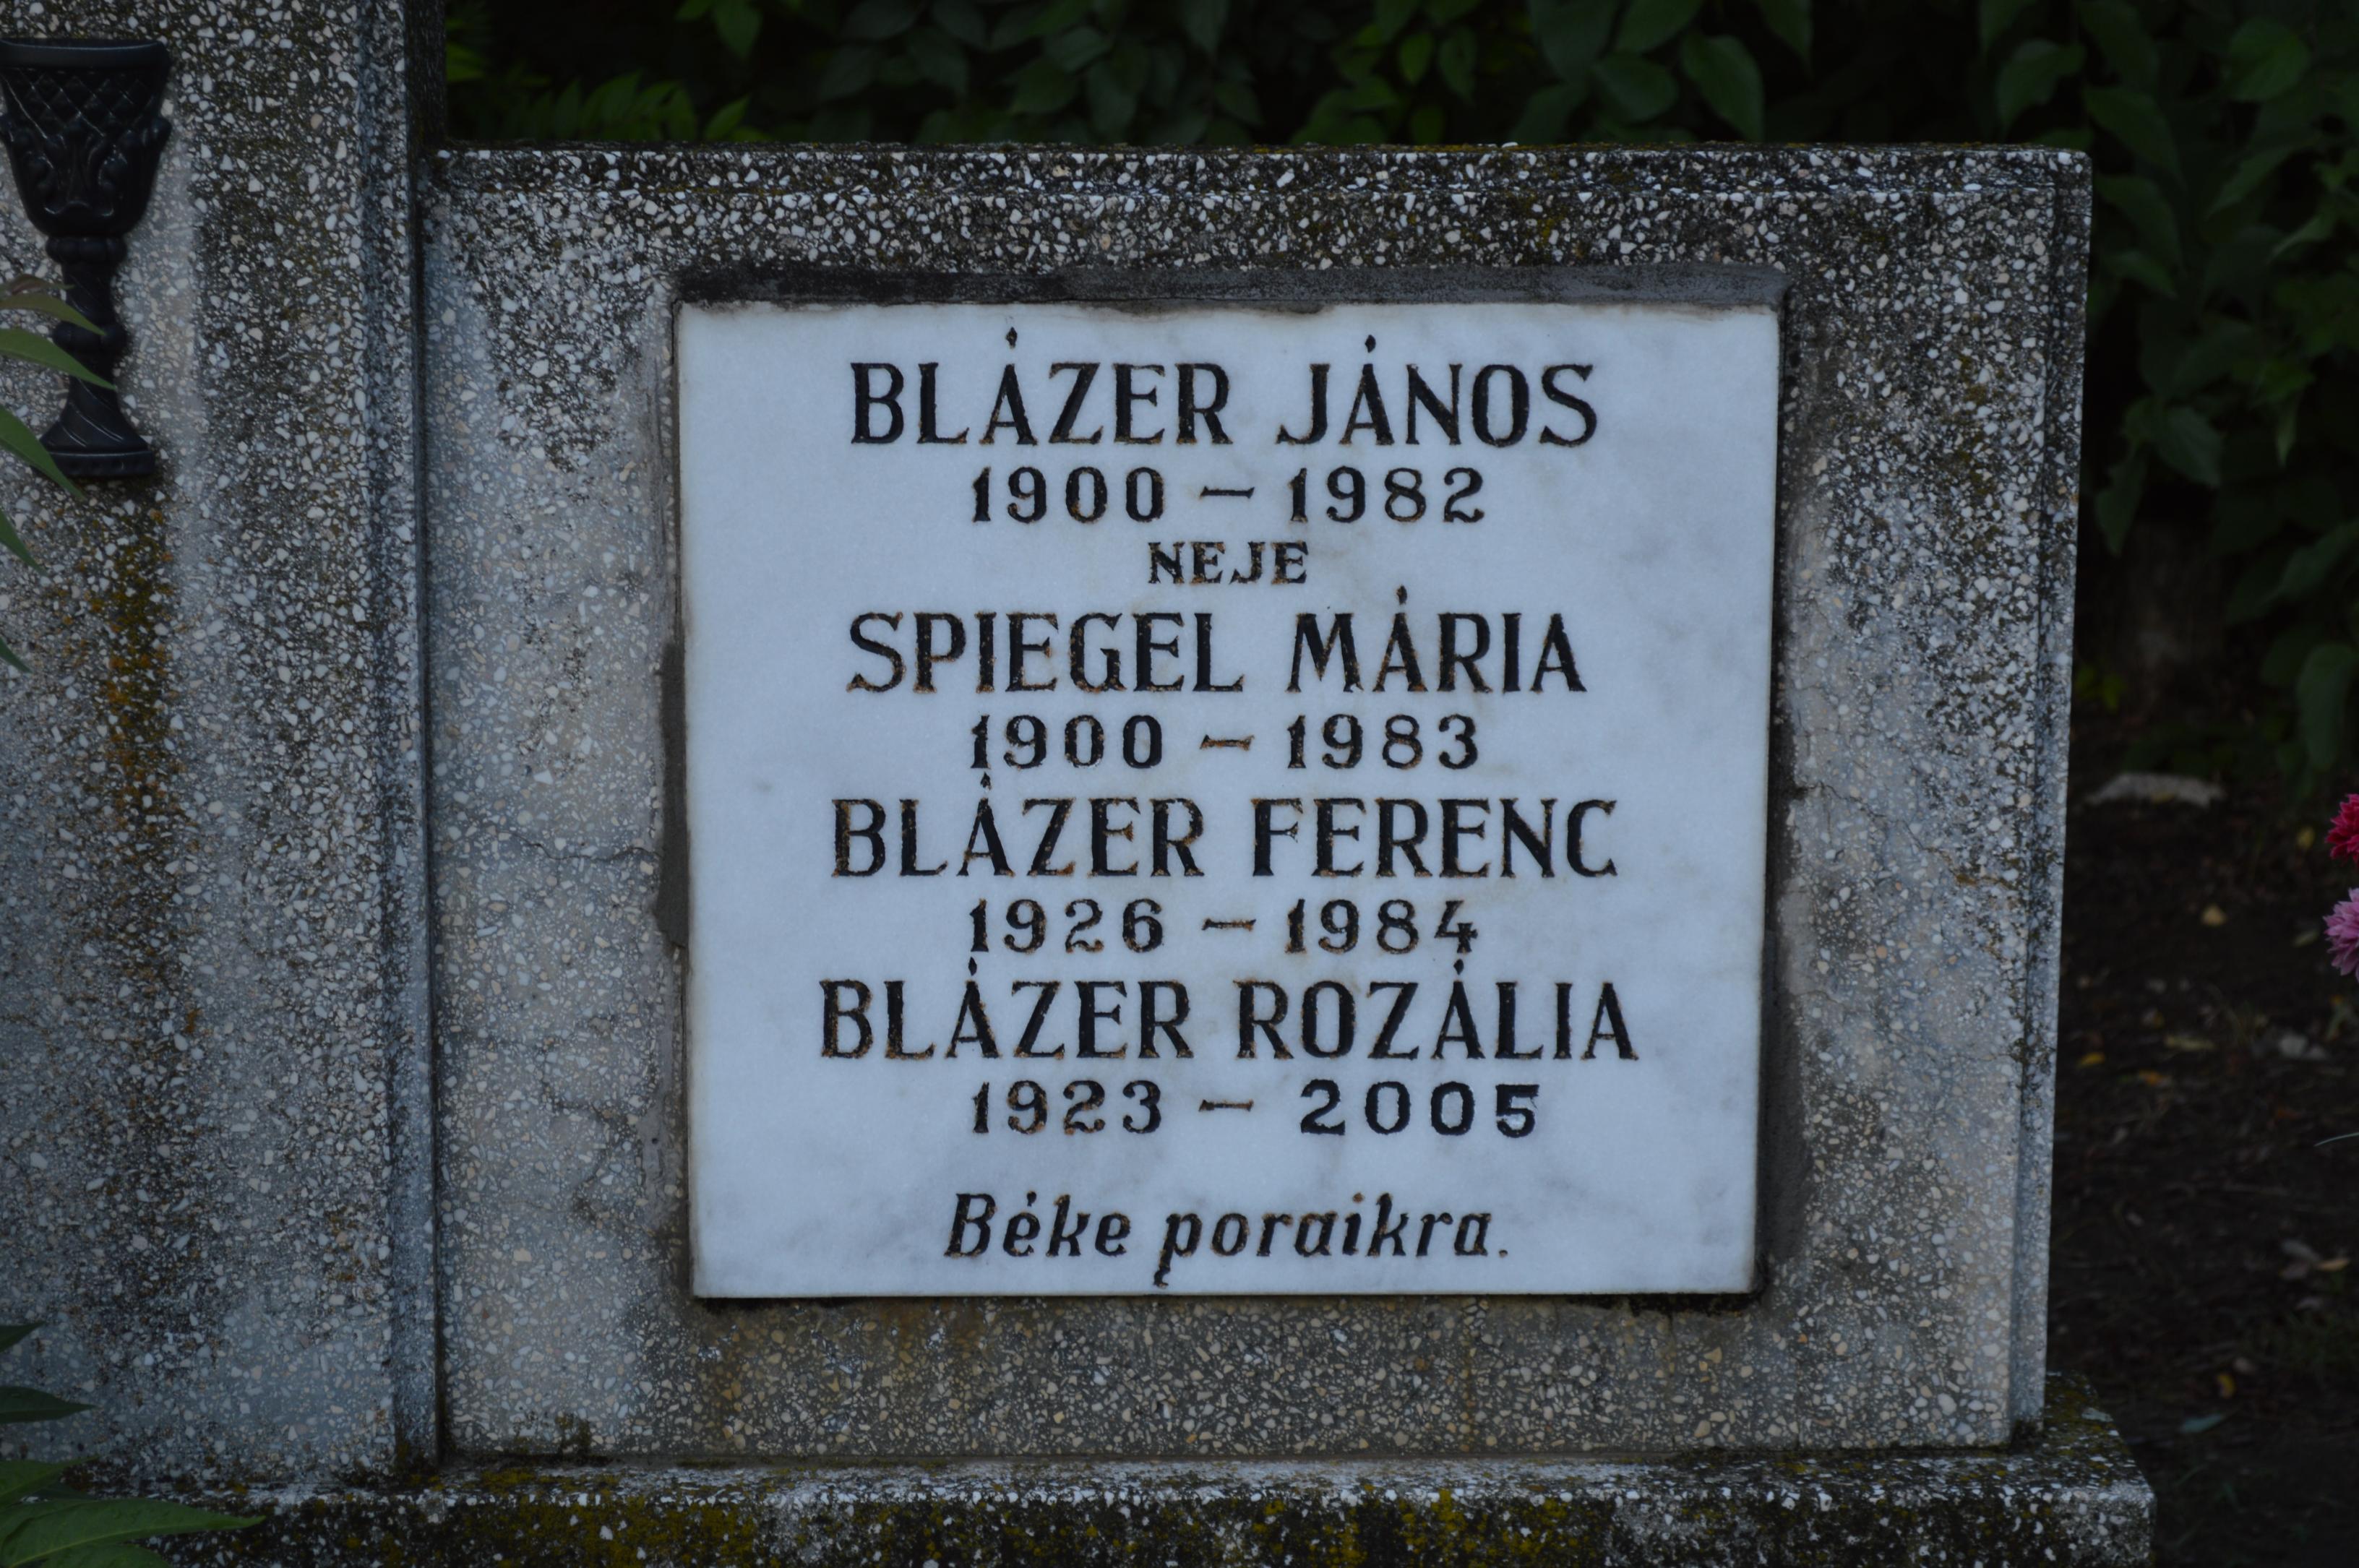 BLÁZER JÁNOS
1900 – 1982
NEJE
SPIEGEL MÁRIA
1900 – 1983
BLÁZER FERENC
1926 – 1984
BLÁZER ROZÁLIA
1923 – 2005
Béke poraikra.